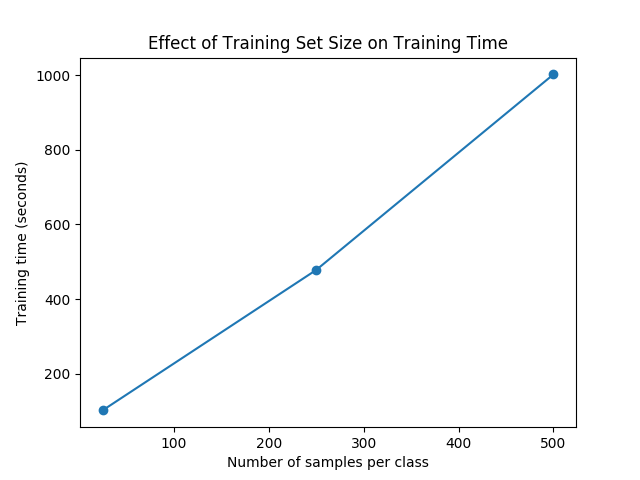 Effect of Training Set Size on Training Time
1000
800
600
400
200
Training time (seconds)
100 200 300 400 500
Number of samples per class